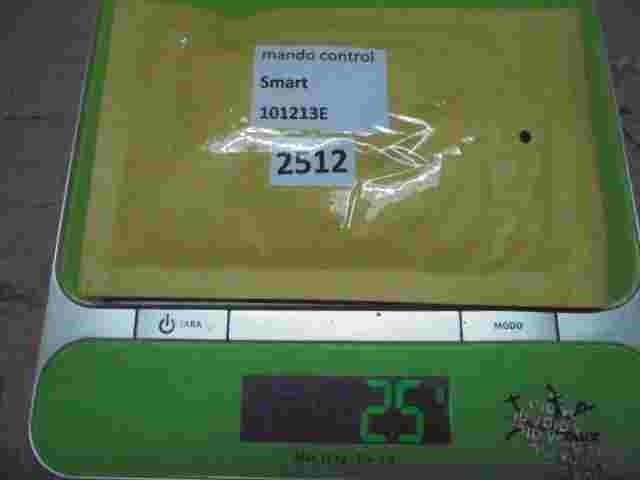 mando control
Smart
101213E
2512
TARA
MODO
25